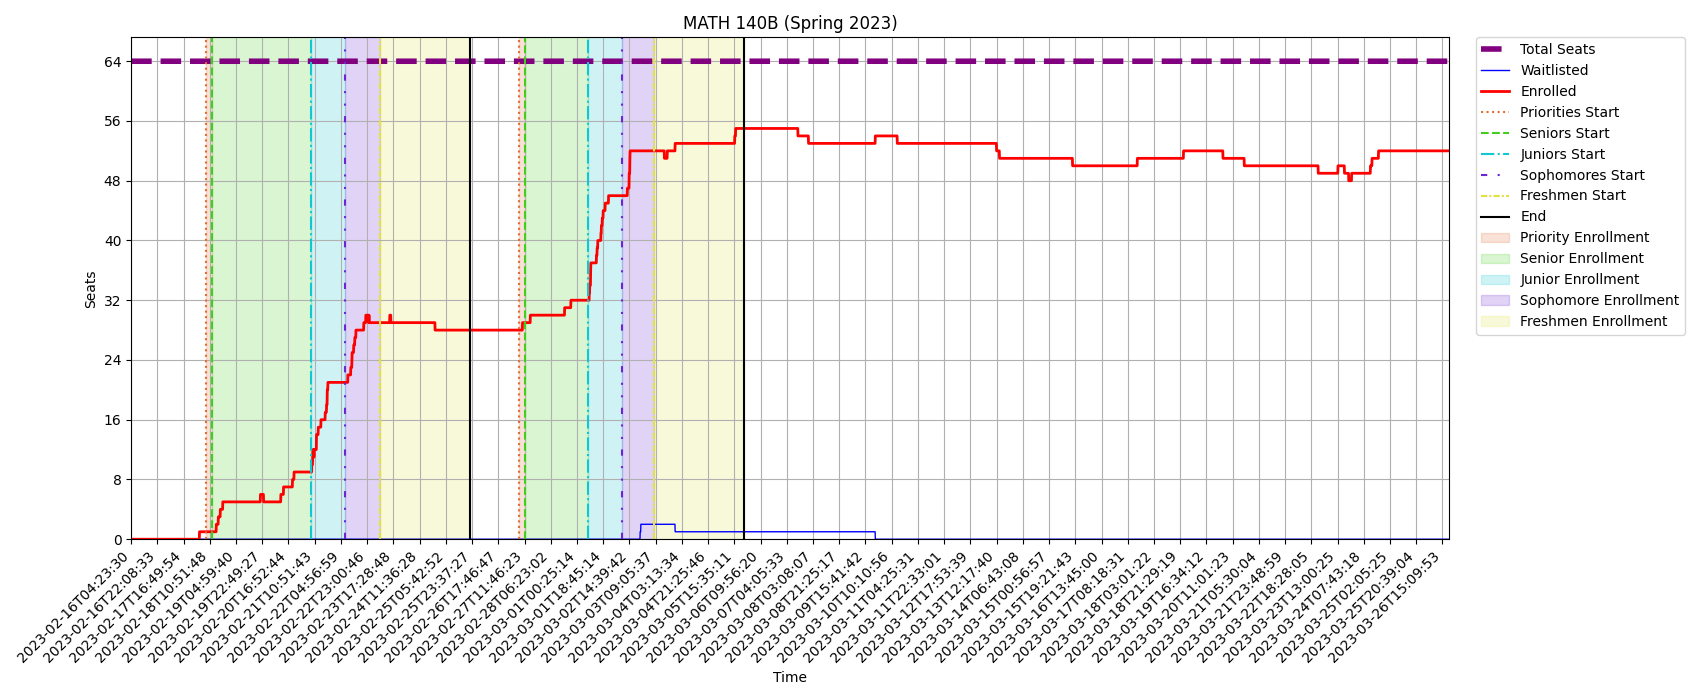 MATH 140B (Spring 2023)
Seats
64
56
48
40
32
24
16
8
0
2023-02-16T04:23:30
2023-02-16T22:08:33
2023-02-17T16:49:54
2023-02-18T10:51:48
2023-02-19T04:59:40
2023-02-19T22:49:27
2023-02-20T16:52:44
2023-02-21T10:51:43
2023-02-22T04:56:59
2023-02-22T23:00:46
2023-02-23T17:28:48
2023-02-24T11:36:28
2023-02-25T05:42:52
2023-02-25T23:37:27
2023-02-26T17:46:47
2023-02-27T11:46:23
2023-02-28T06:23:02
2023-03-01T00:25:14
2023-03-01T18:45:14
2023-03-02T14:39:42
2023-03-03T09:05:37
2023-03-04T03:13:34
2023-03-04T21:25:46
2023-03-05T15:35:11
2023-03-06T09:56:20
2023-03-07T04:05:33
2023-03-08T03:08:07
2023-03-08T21:25:17
2023-03-09T15:41:42
2023-03-10T10:10:56
2023-03-11T04:25:31
2023-03-11T22:33:01
2023-03-12T17:53:39
2023-03-13T12:17:40
2023-03-14T06:43:08
2023-03-15T00:56:57
2023-03-15T19:21:43
2023-03-16T13:45:00
2023-03-17T08:18:31
2023-03-18T03:01:22
2023-03-18T21:29:19
2023-03-19T16:34:12
2023-03-20T11:01:23
2023-03-21T05:30:04
2023-03-21T23:48:59
2023-03-22T18:28:05
2023-03-23T13:00:25
2023-03-24T07:43:18
2023-03-25T02:05:25
2023-03-25T20:39:04
2023-03-26T15:09:53
Time
Total Seats
Waitlisted
Enrolled
Priorities Start
Seniors Start
Juniors Start
Sophomores Start
Freshmen Start
End
Priority Enrollment
Senior Enrollment
Junior Enrollment
Sophomore Enrollment
Freshmen Enrollment